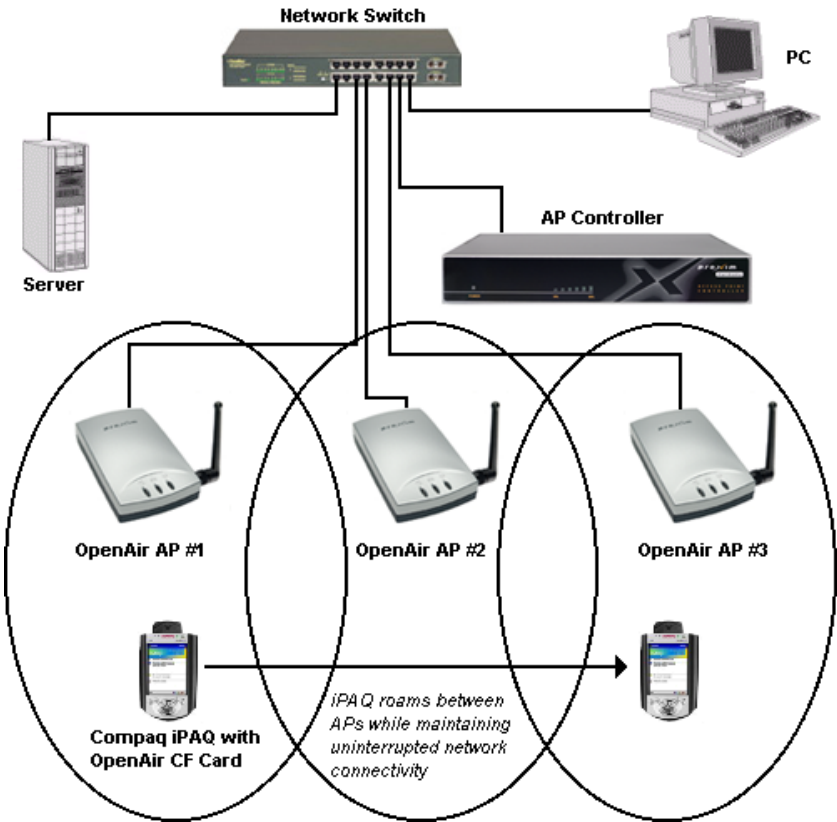 Network Switch
PC
Server
AP Controller
proxim
OpenAir AP #1
OpenAir AP #2
OpenAir AP #3
Compaq iPAQ with
OpenAir CF Card
iPAQ roams between
APs while maintaining
uninterrupted network
connectivity